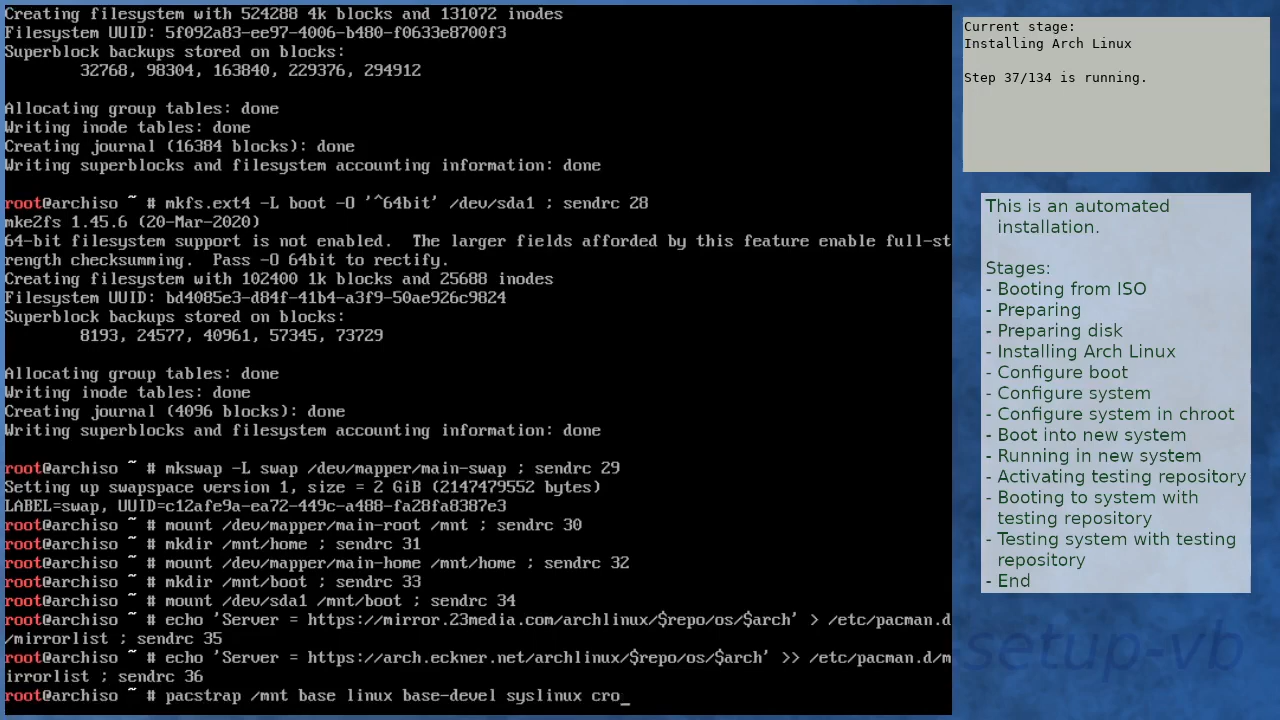 Creating filesystem with 524288 4k blocks and 131072 inodes
Filesystem UUID: 5f092a83-ee97-4006-b480-f0633e8700f3
Superblock backups stored on blocks:
        32768, 98304, 163840, 229376, 294912

Allocating group tables: done
Writing inode tables: done
Creating journal (16384 blocks): done
Writing superblocks and filesystem accounting information: done

root@archiso ~ # mkfs.ext4 -L boot -O '^64bit' /dev/sda1 ; sendrc 28
mke2fs 1.45.6 (20-Mar-2020)
64-bit filesystem support is not enabled.  The larger fields afforded by this feature enable full-st
rength checksumming.  Pass -O 64bit to rectify.
Creating filesystem with 102400 1k blocks and 25688 inodes
Filesystem UUID: bd4085e3-d84f-41b4-a3f9-50ae926c9824
Superblock backups stored on blocks:
        8193, 24577, 40961, 57345, 73729

Allocating group tables: done
Writing inode tables: done
Creating journal (4096 blocks): done
Writing superblocks and filesystem accounting information: done

root@archiso ~ # mkswap -L swap /dev/mapper/main-swap ; sendrc 29
Setting up swapspace version 1, size = 2 GiB (2147479552 bytes)
LABEL=swap, UUID=c12afe9a-ea72-449c-a488-fa28fa8387e3
root@archiso ~ # mount /dev/mapper/main-root /mnt ; sendrc 30
root@archiso ~ # mkdir /mnt/home ; sendrc 31
root@archiso ~ # mount /dev/mapper/main-home /mnt/home ; sendrc 32
root@archiso ~ # mkdir /mnt/boot ; sendrc 33
root@archiso ~ # mount /dev/sda1 /mnt/boot ; sendrc 34
root@archiso ~ # echo 'Server = https://mirror.23media.com/archlinux/$repo/os/$arch' > /etc/pacman.d
/mirrorlist ; sendrc 35
root@archiso ~ # echo 'Server = https://arch.eckner.net/archlinux/$repo/os/$arch' >> /etc/pacman.d/m
irrorlist ; sendrc 36
root@archiso ~ # pacstrap /mnt base linux base-devel syslinux cro_
Current stage:
Installing Arch Linux

Step 37/134 is running.
This is an automated
installation.

Stages:
- Booting from ISO
- Preparing
- Preparing disk
- Installing Arch Linux
- Configure boot
- Configure system
- Configure system in chroot
- Boot into new system
- Running in new system
- Activating testing repository
- Booting to system with
testing repository
- Testing system with testing
repository
- End
setup-vb